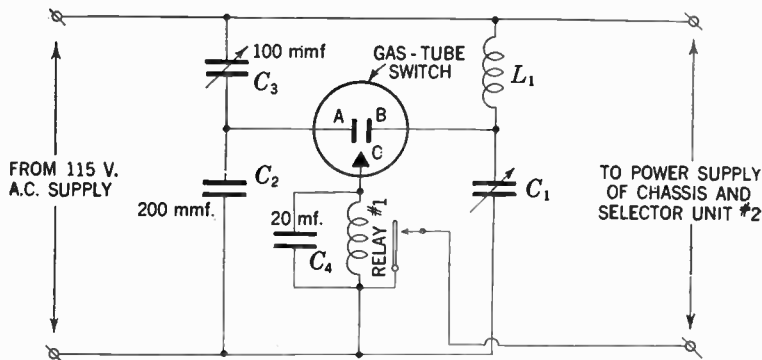 100 mmf.
C3
GAS-TUBE
SWITCH
L1
A
B
C
FROM 115 V.
A.C. SUPPLY
C2
200 mmf.
20 mf.
C4
RELAY #1
C1
TO POWER SUPPLY
OF CHASSIS AND
SELECTOR UNIT #2